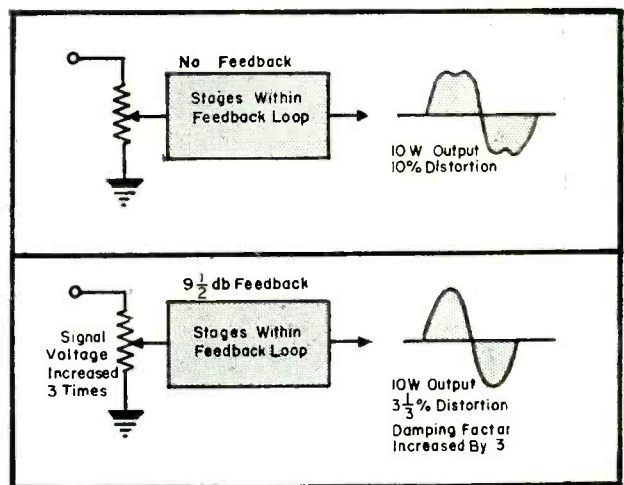 No Feedback
Stages Within
Feedback Loop
10W Output
10% Distortion
9 1/2 db Feedback
Signal
Voltage
Increased
3 Times
Stages Within
Feedback Loop
10W Output
3 1/3 % Distortion
Damping Factor
Increased By 3